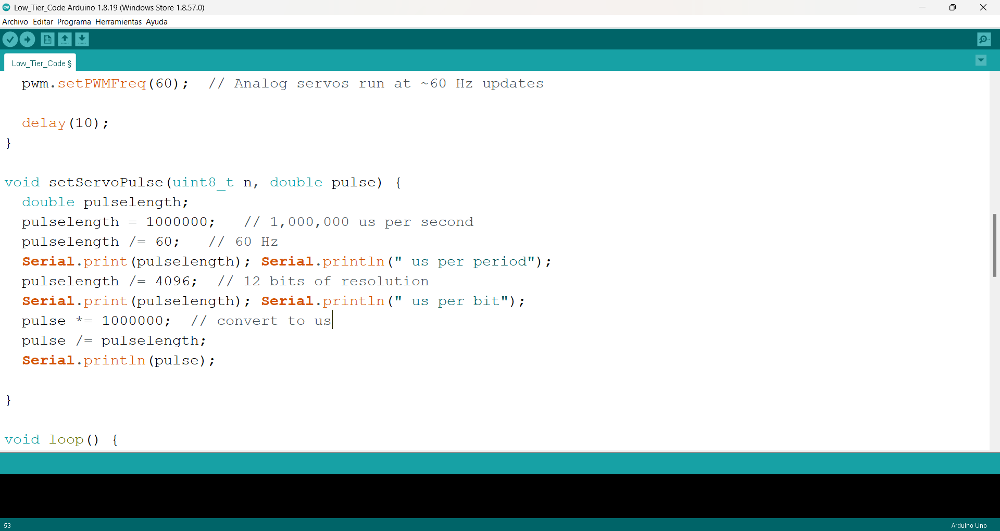 Low_Tier_Code Arduino 1.8.19 (Windows Store 1.8.57.0)
Archivo Editar Programa Herramientas Ayuda
Low_Tier_Code §
pwm.setPWMFreq(60);  // Analog servos run at ~60 Hz updates
delay(10);
}
void setServoPulse(uint8_t n, double pulse) {
double pulselength;
pulselength = 1000000;   // 1,000,000 us per second
pulselength /= 60;   // 60 Hz
Serial.print(pulselength); Serial.println(" us per period");
pulselength /= 4096;  // 12 bits of resolution
Serial.print(pulselength); Serial.println(" us per bit");
pulse *= 1000000;  // convert to us
pulse /= pulselength;
Serial.println(pulse);
}
void loop() {
53
Arduino Uno